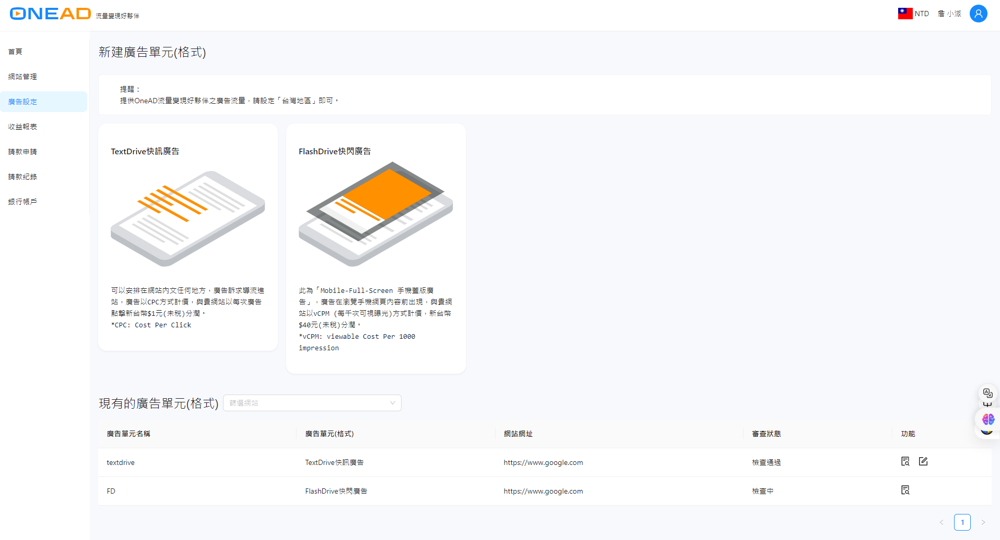 ONEAD 流量變現好夥伴
NTD 詹 小派
首頁
網站管理
廣告設定
收益報表
請款申請
請款紀錄
銀行帳戶
新建廣告單元(格式)
提醒：
提供OneAD流量變現好夥伴之廣告流量，請設定「台灣地區」即可。
TextDrive快訊廣告
可以安排在網站內文任何地方，廣告訴求導流進
站，廣告以CPC方式計價，與貴網站以每次廣告
點擊新台幣$1元(未稅)分潤。
*CPC: Cost Per Click
FlashDrive快閃廣告
此為「Mobile-Full-Screen 手機蓋版廣
告」，廣告在瀏覽手機網頁內容前出現，與貴網
站以vCPM (每千次可視曝光)方式計價，新台幣
$40元(未稅)分潤。
*vCPM: viewable Cost Per 1000
impression
現有的廣告單元(格式) 篩選網站
廣告單元名稱 廣告單元(格式) 網站網址 審查狀態 功能
textdrive TextDrive快訊廣告 https://www.google.com 檢查通過
FD FlashDrive快閃廣告 https://www.google.com 檢查中
< 1 >